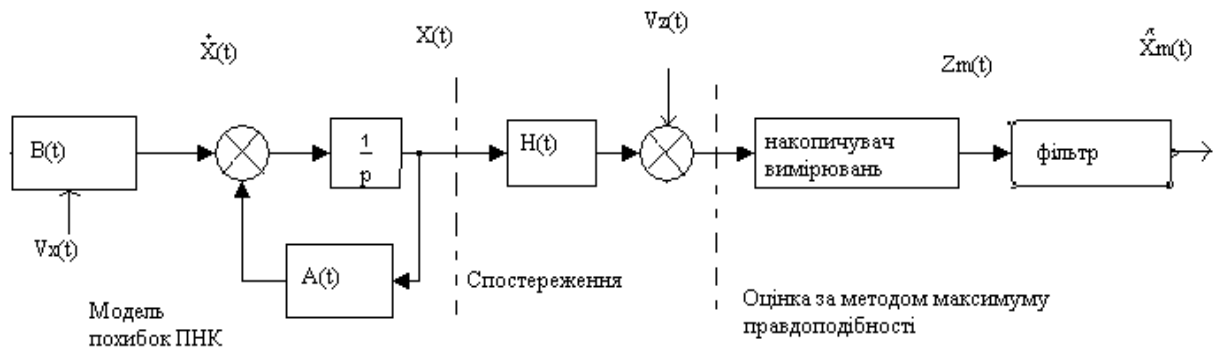 Vz(t)
Ẋ(t)
X(t)
Zm(t)
X̂m(t)
B(t)
1
p
H(t)
накопичувач
вимірювань
фільтр
Vx(t)
A(t)
Спостереження
Модель
похибок ПНК
Оцінка за методом максимуму
правдоподібності